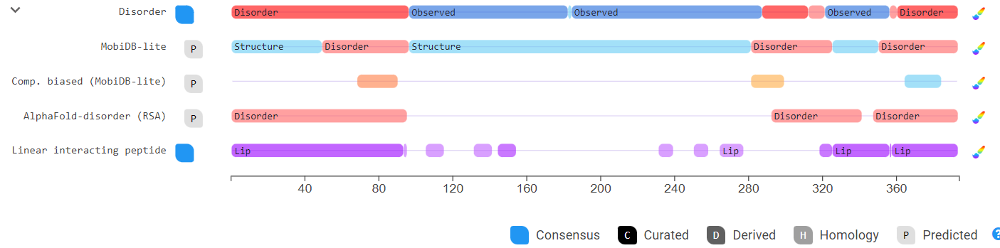 Disorder Disorder Observed Observed Observed Disorder
MobiDB-lite P Structure Disorder Structure Disorder Disorder
Comp. biased (MobiDB-lite) P
AlphaFold-disorder (RSA) P Disorder Disorder Disorder
Linear interacting peptide Lip Lip Lip Lip
40 80 120 160 200 240 280 320 360
Consensus C Curated D Derived H Homology P Predicted ?